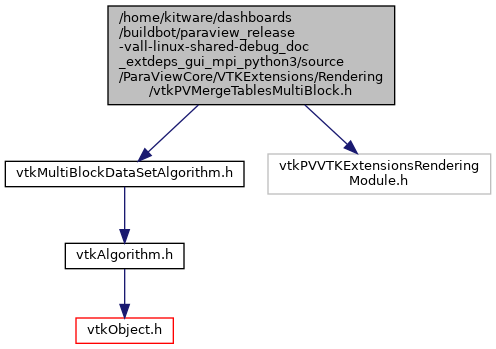 /home/kitware/dashboards
/buildbot/paraview_release
-vall-linux-shared-debug_doc
_extdeps_gui_mpi_python3/source
/ParaViewCore/VTKExtensions/Rendering
/vtkPVMergeTablesMultiBlock.h
vtkMultiBlockDataSetAlgorithm.h
vtkPVVTKExtensionsRendering
Module.h
vtkAlgorithm.h
vtkObject.h